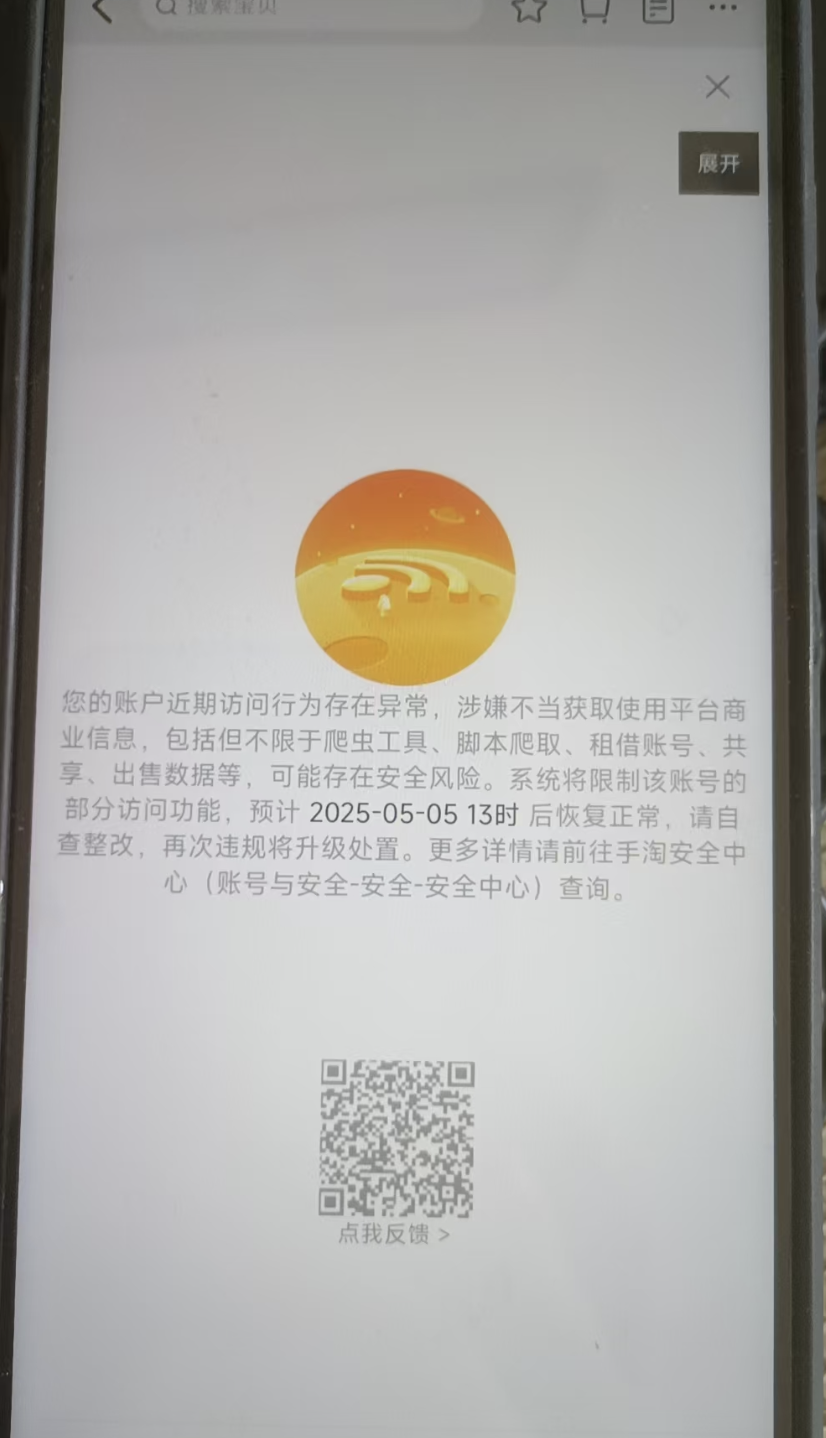 搜索宝贝
展开
您的账户近期访问行为存在异常，涉嫌不当获取使用平台商
业信息，包括但不限于爬虫工具、脚本爬取、租借账号、共
享、出售数据等，可能存在安全风险。系统将限制该账号的
部分访问功能，预计 2025-05-05 13时 后恢复正常，请自
查整改，再次违规将升级处置。更多详情请前往手淘安全中
心（账号与安全-安全-安全中心）查询。
点我反馈 >